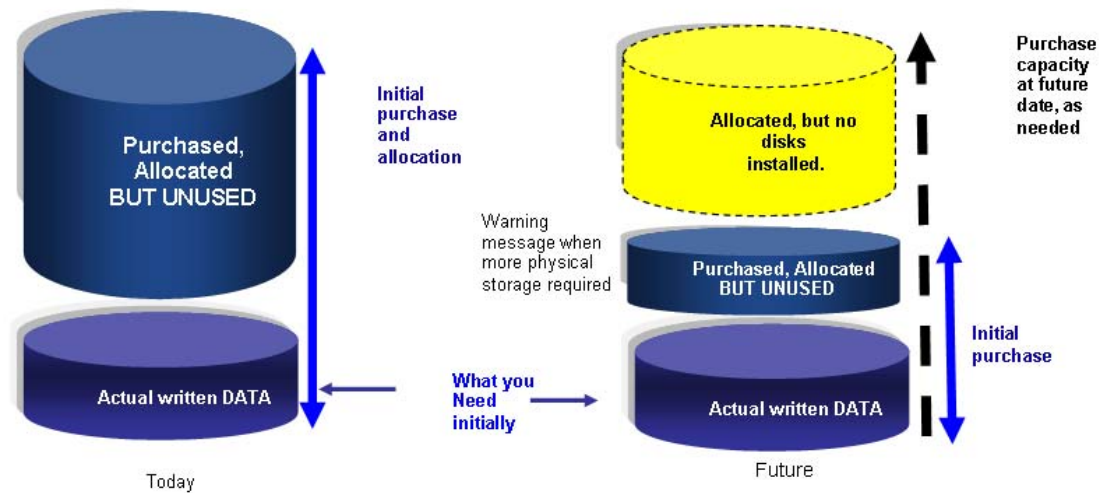 Purchased,
Allocated
BUT UNUSED
Actual written DATA
Today
Initial
purchase
and
allocation
What you
Need
initially
Allocated, but no
disks
installed.
Warning
message when
more physical
storage required
Purchased, Allocated
BUT UNUSED
Actual written DATA
Future
Purchase
capacity
at future
date, as
needed
Initial
purchase